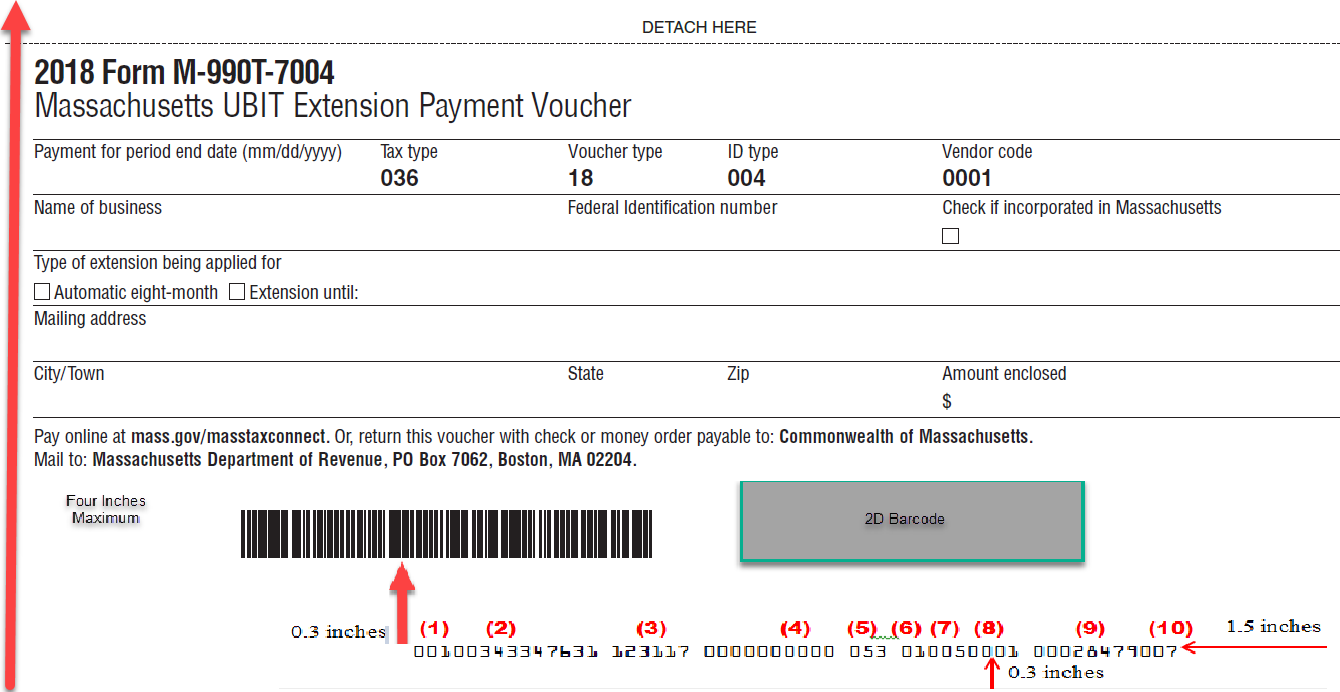 DETACH HERE
2018 Form M-990T-7004
Massachusetts UBIT Extension Payment Voucher
Payment for period end date (mm/dd/yyyy) Tax type Voucher type ID type Vendor code
036 18 004 0001
Name of business Federal Identification number Check if incorporated in Massachusetts
Type of extension being applied for
Automatic eight-month Extension until:
Mailing address
City/Town State Zip Amount enclosed
$
Pay online at mass.gov/masstaxconnect. Or, return this voucher with check or money order payable to: Commonwealth of Massachusetts.
Mail to: Massachusetts Department of Revenue, PO Box 7062, Boston, MA 02204.
Four Inches
Maximum
2D Barcode
0.3 inches (1) (2) (3) (4) (5) (6) (7) (8) (9) (10) 1.5 inches
00100343347631 123117 0000000000 053 010050001 00028479007
0.3 inches